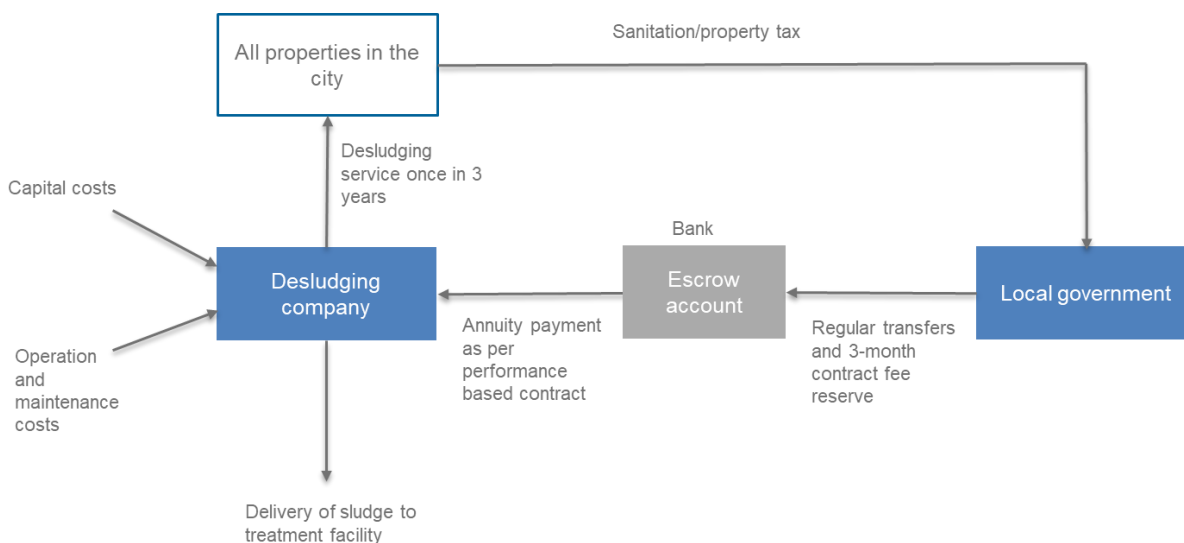 Sanitation/property tax
All properties in the
city
Desludging
service once in 3
years
Capital costs
Bank
Desludging
company
Escrow
account
Local government
Operation
and
maintenance
costs
Annuity payment
as per
performance
based contract
Regular transfers
and 3-month
contract fee
reserve
Delivery of sludge to
treatment facility